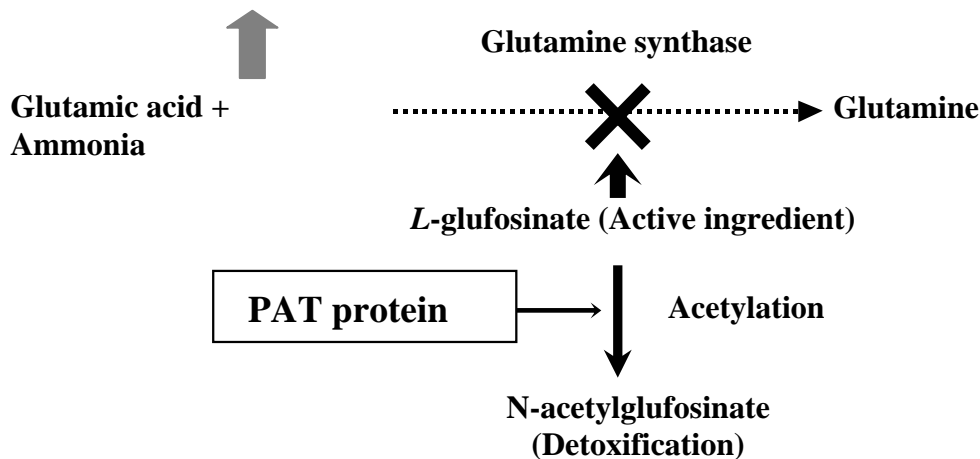 Glutamine synthase
Glutamic acid +
Ammonia
Glutamine
L-glufosinate (Active ingredient)
PAT protein
Acetylation
N-acetylglufosinate
(Detoxification)